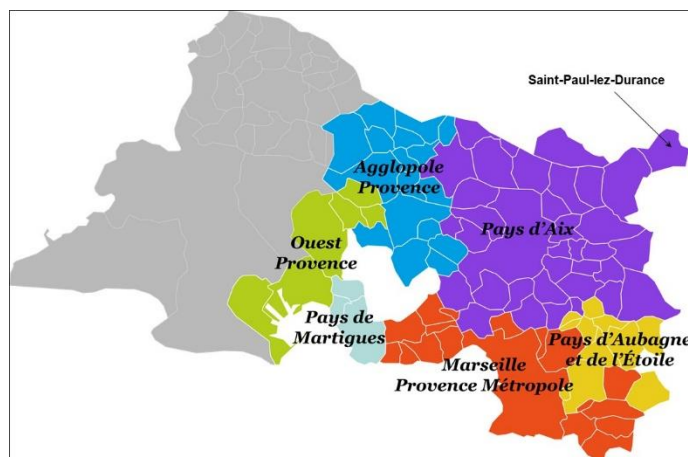 Saint-Paul-lez-Durance
Agglopole
Provence
Pays d'Aix
Ouest
Provence
Pays de
Martigues
Pays d'Aubagne
et de l'Étoile
Marseille
Provence Métropole